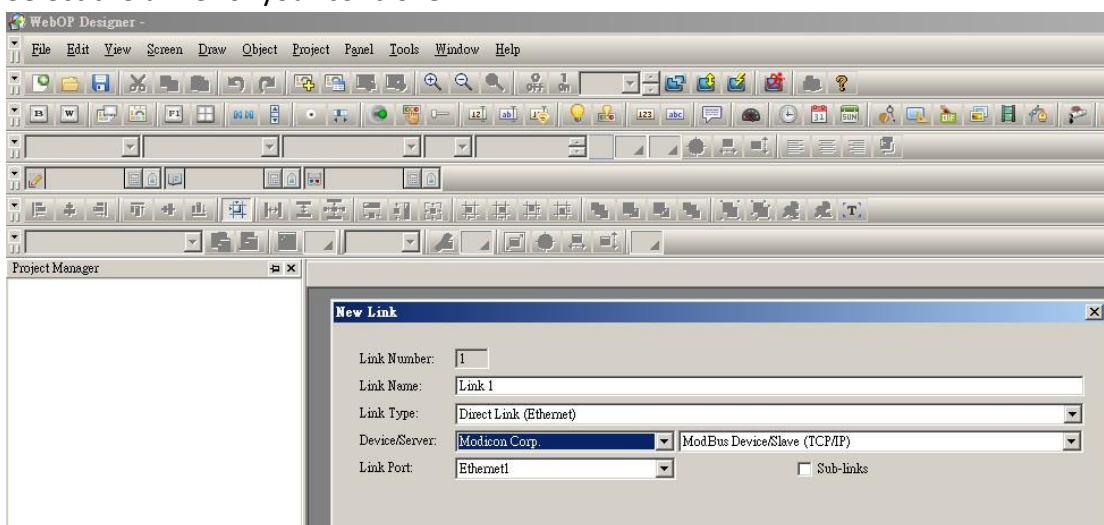 WebOP Designer -
File Edit View Screen Draw Object Project Panel Tools Window Help
Project Manager
New Link
Link Number: 1
Link Name: Link 1
Link Type: Direct Link (Ethernet)
Device/Server: Modicon Corp. ModBus Device/Slave (TCP/IP)
Link Port: Ethernet1 Sub-links